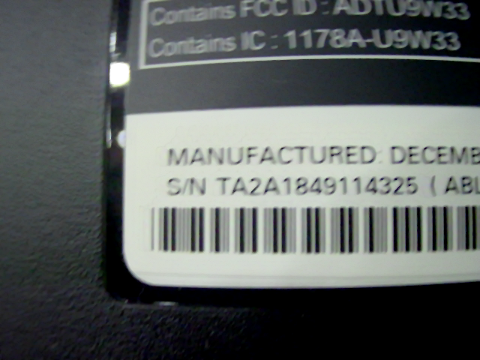 Contains FCC ID : ADTU9W33
Contains IC : 1178A-U9W33
MANUFACTURED: DECEMB
S/N TA2A1849114325 ( ABL